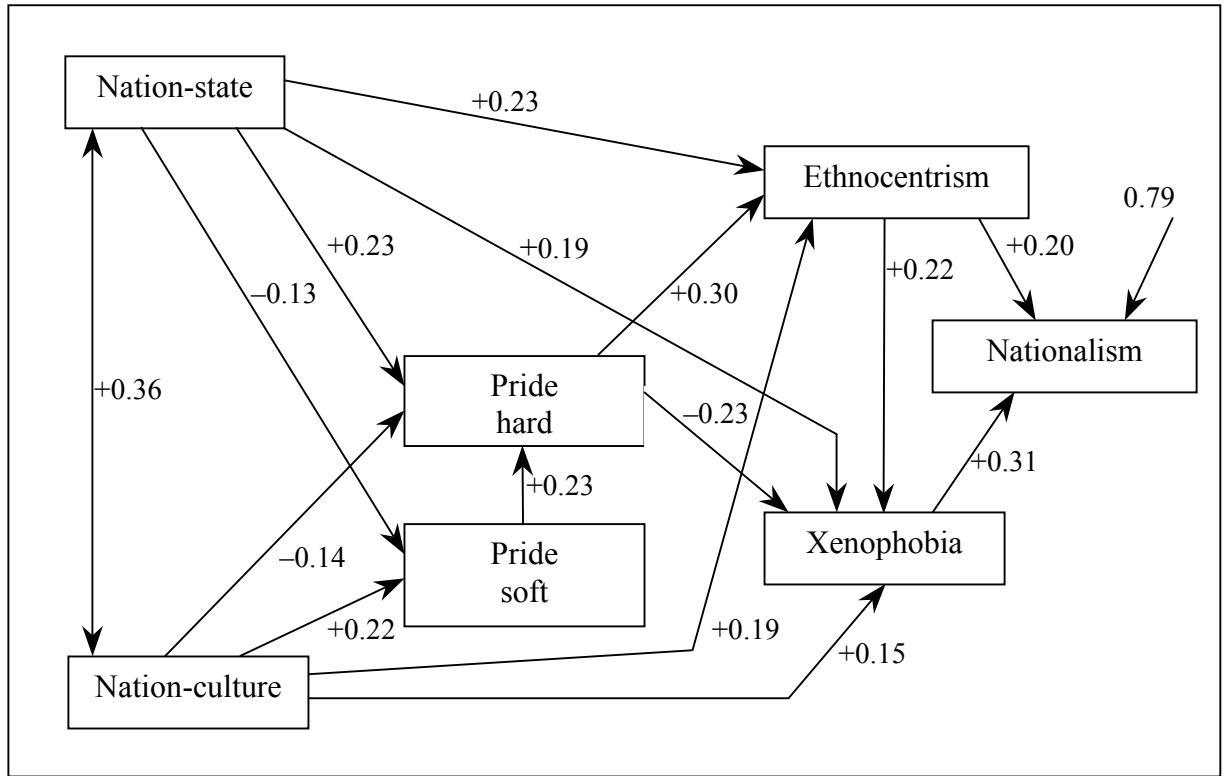 Nation-state
+0.23
Ethnocentrism
0.79
+0.23
+0.19
+0.22
+0.20
–0.13
+0.30
Nationalism
+0.36
Pride
hard
–0.23
+0.31
+0.23
Xenophobia
Pride
soft
–0.14
+0.22
+0.19
+0.15
Nation-culture